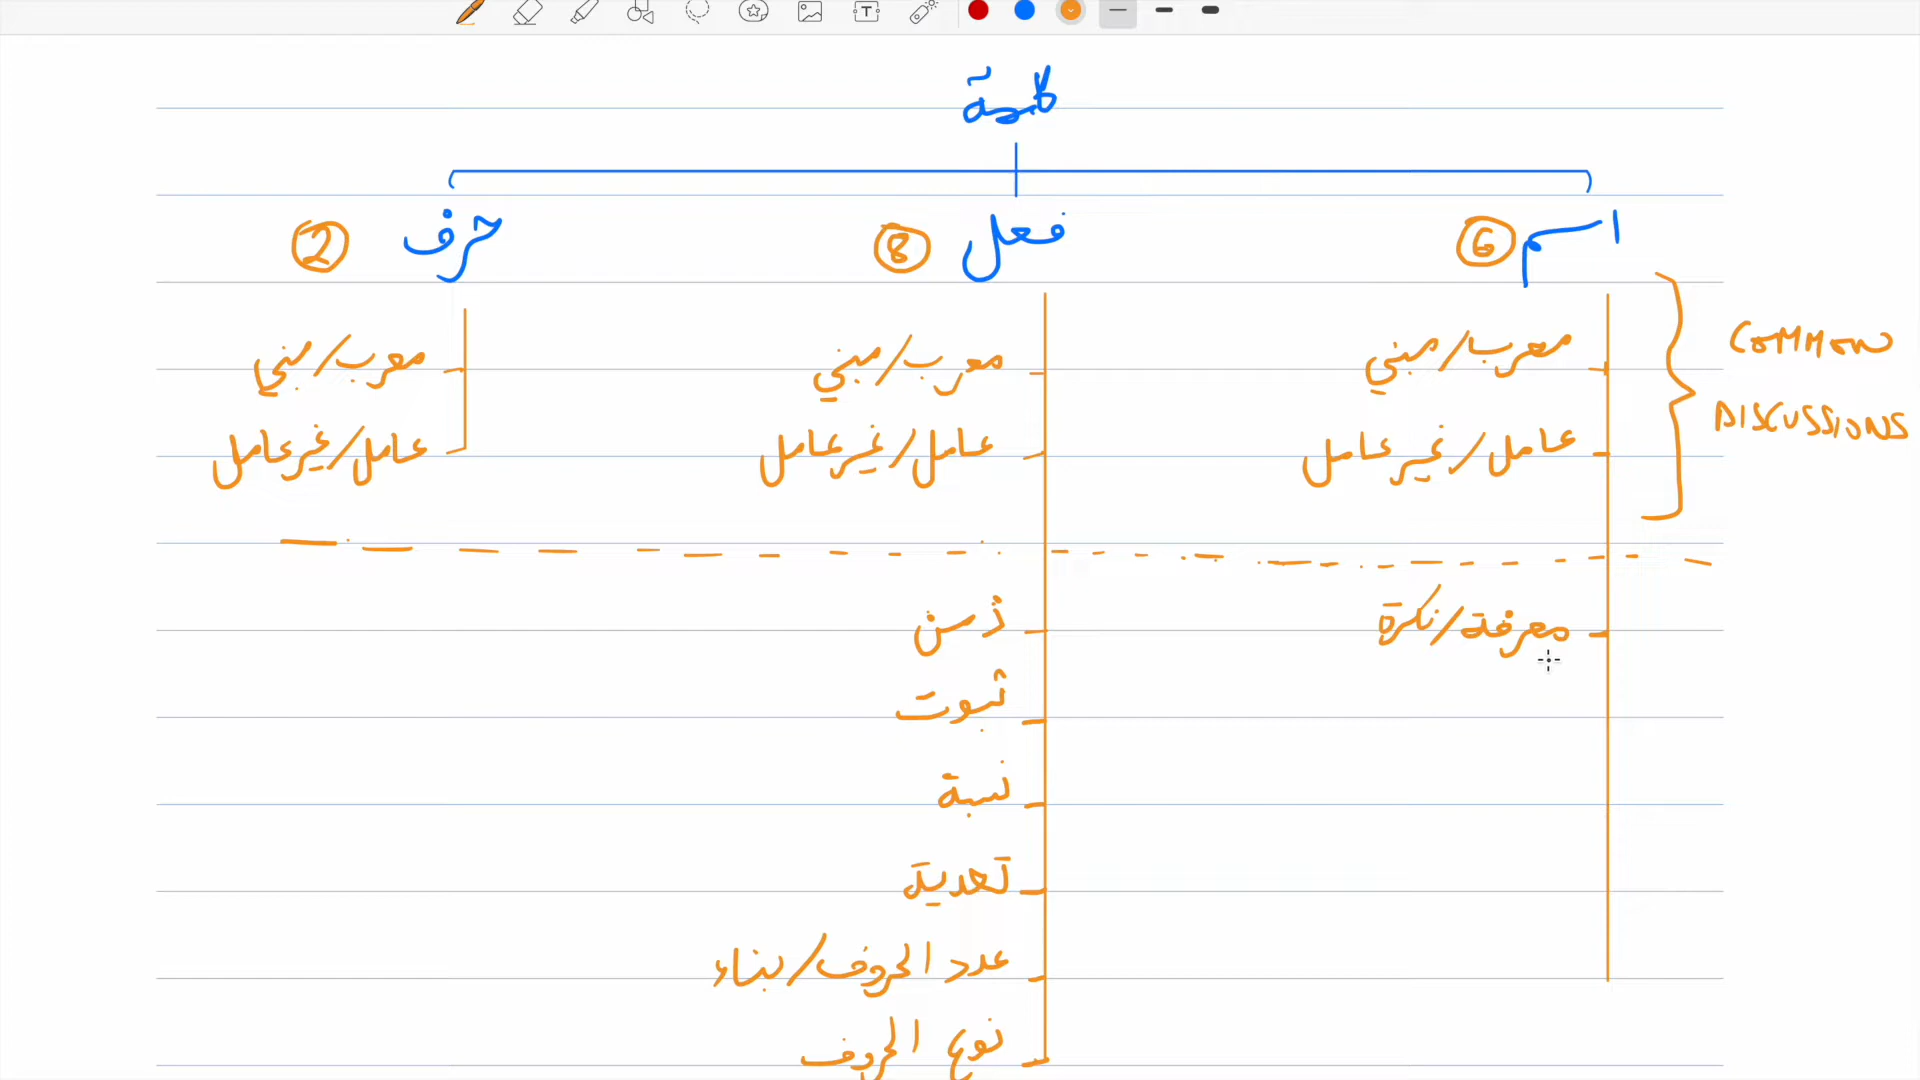 كلمة
اسم ⑥ فعل ⑧ حرف ②
معرب/مبني معرب/مبني معرب/مبني
عامل/غير عامل عامل/غير عامل عامل/غير عامل
COMMON
DISCUSSIONS
معرفة/نكرة زمن
ثبوت
نسبة
تعدية
عدد الحروف/بناء
نوع الحروف